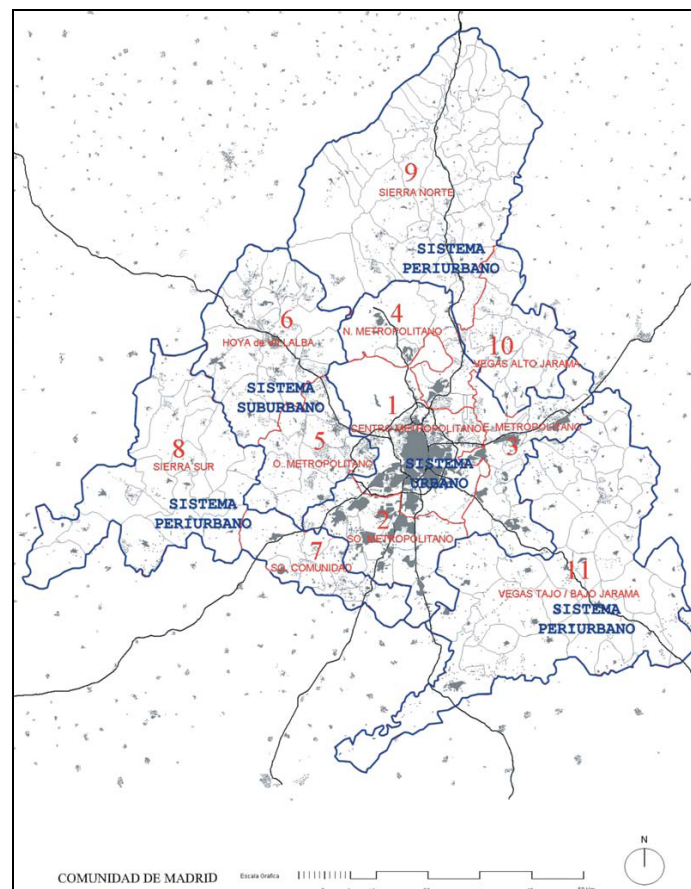 9
SIERRA NORTE
SISTEMA
PERIURBANO
6
HOYA de VILLALBA
4
N. METROPOLITANO
10
VEGAS ALTO JARAMA
SISTEMA
SUBURBANO
1
CENTRO METROPOLITANO
E. METROPOLITANO
3
8
SIERRA SUR
5
O. METROPOLITANO
SISTEMA
URBANO
SISTEMA
PERIURBANO
2
SO. METROPOLITANO
7
SO. COMUNIDAD
11
VEGAS TAJO / BAJO JARAMA
SISTEMA
PERIURBANO
N
COMUNIDAD DE MADRID
Escala Grafica